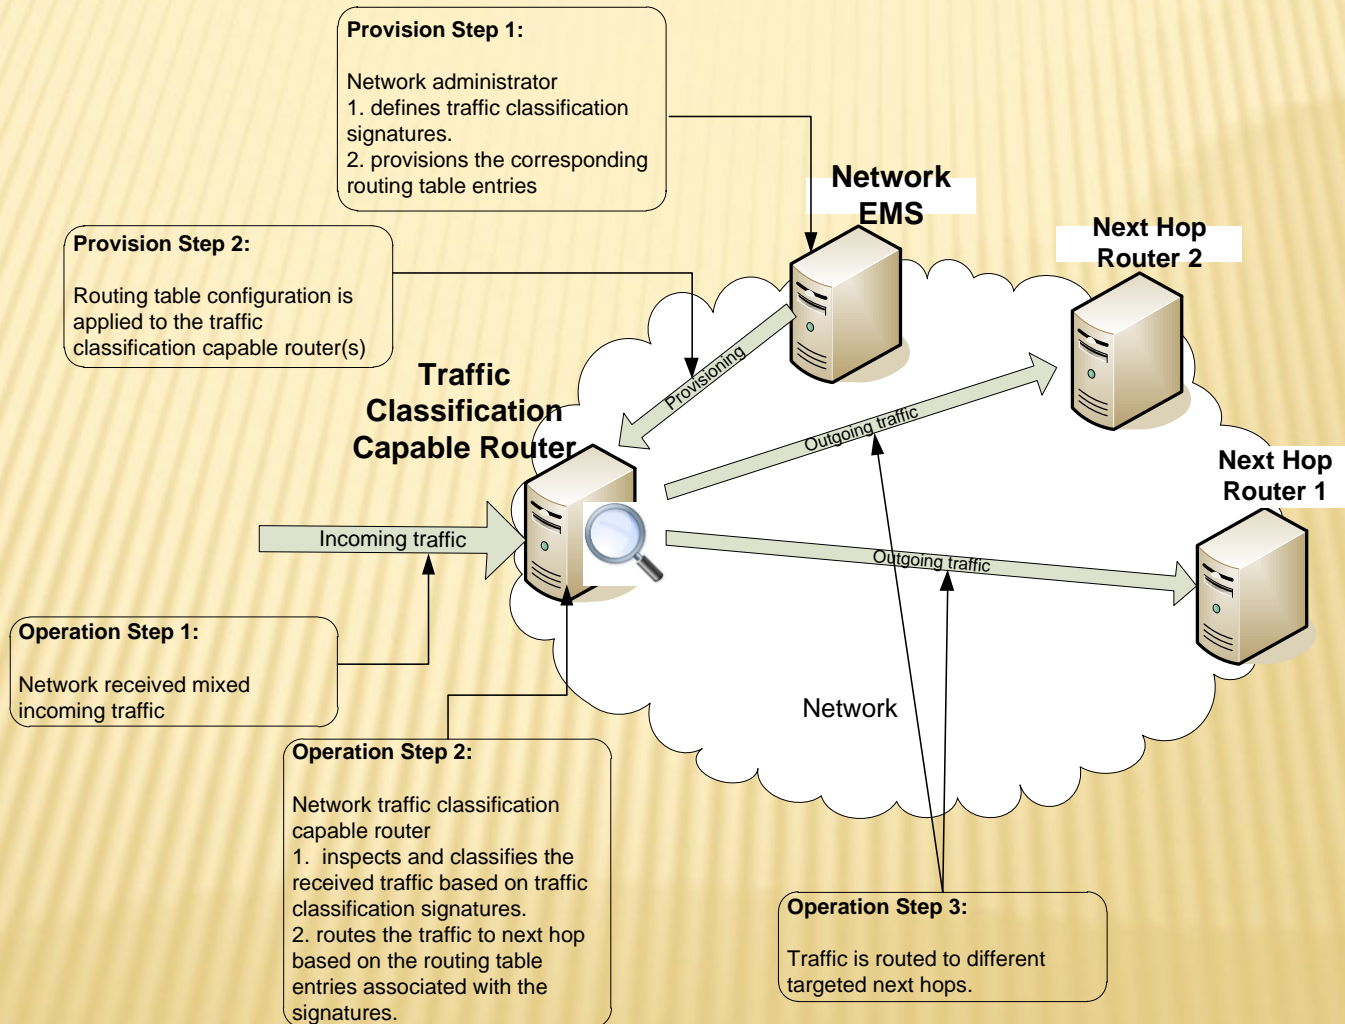 Provision Step 1:
Network administrator
1. defines traffic classification
signatures.
2. provisions the corresponding
routing table entries
Network
EMS
Next Hop
Router 2
Provision Step 2:
Routing table configuration is
applied to the traffic
classification capable router(s)
Traffic
Classification
Capable Router
Provisioning
Outgoing traffic
Next Hop
Router 1
Incoming traffic
Outgoing traffic
Operation Step 1:
Network received mixed
incoming traffic
Network
Operation Step 2:
Network traffic classification
capable router
1.  inspects and classifies the
received traffic based on traffic
classification signatures.
2. routes the traffic to next hop
based on the routing table
entries associated with the
signatures.
Operation Step 3:
Traffic is routed to different
targeted next hops.